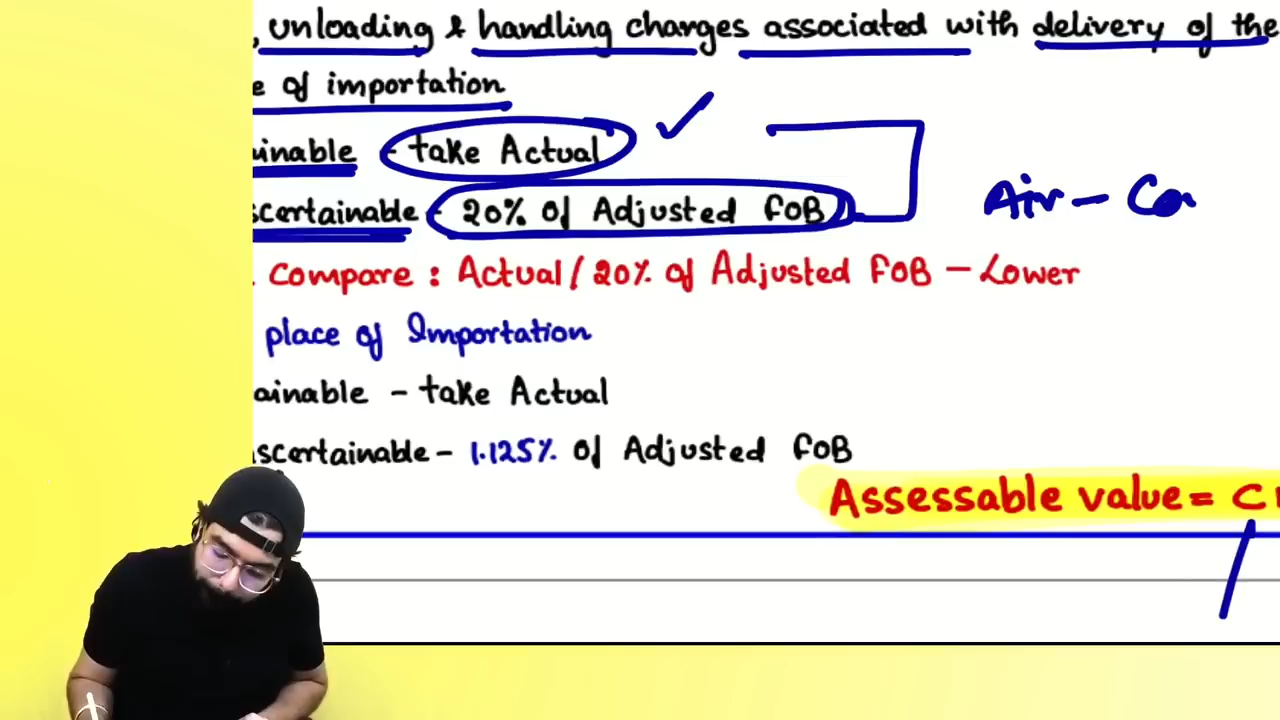 , unloading & handling charges associated with delivery of the
e of importation
ainable - take Actual
scertainable - 20% of Adjusted FOB
Air - Co
Compare : Actual / 20% of Adjusted FOB - Lower
place of Importation
ainable - take Actual
scertainable - 1.125% of Adjusted FOB
Assessable value = C